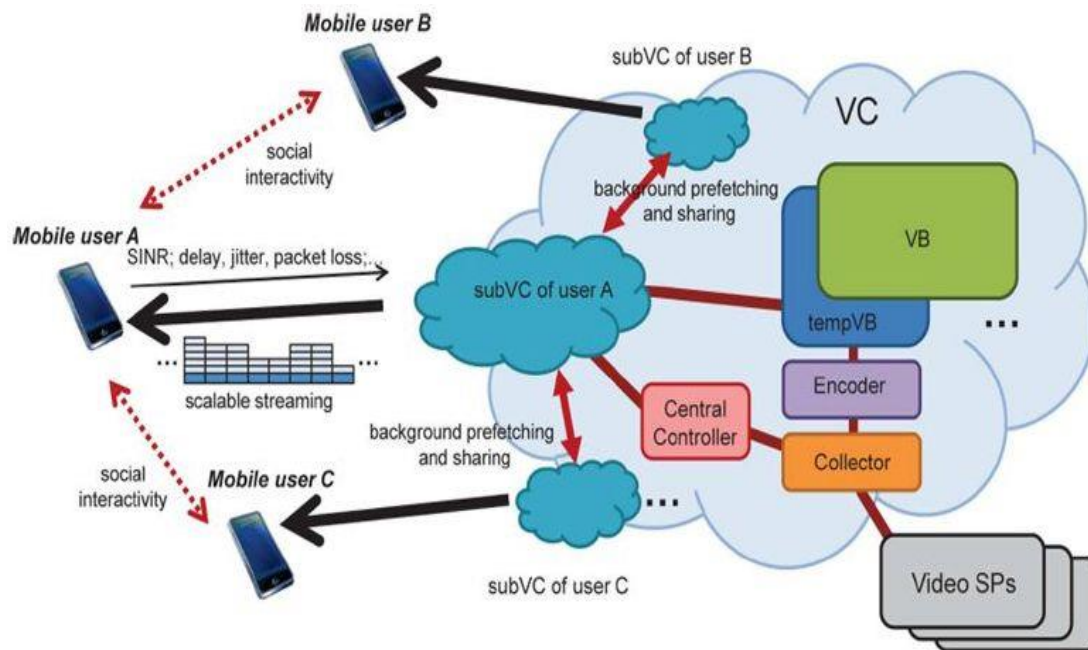 Mobile user B
subVC of user B
VC
social
interactivity
background prefetching
and sharing
VB
Mobile user A
SINR; delay, jitter, packet loss;...
subVC of user A
tempVB
...
... ...
scalable streaming
Encoder
Central
Controller
background prefetching
and sharing
Collector
social
interactivity
Mobile user C
...
subVC of user C
Video SPs